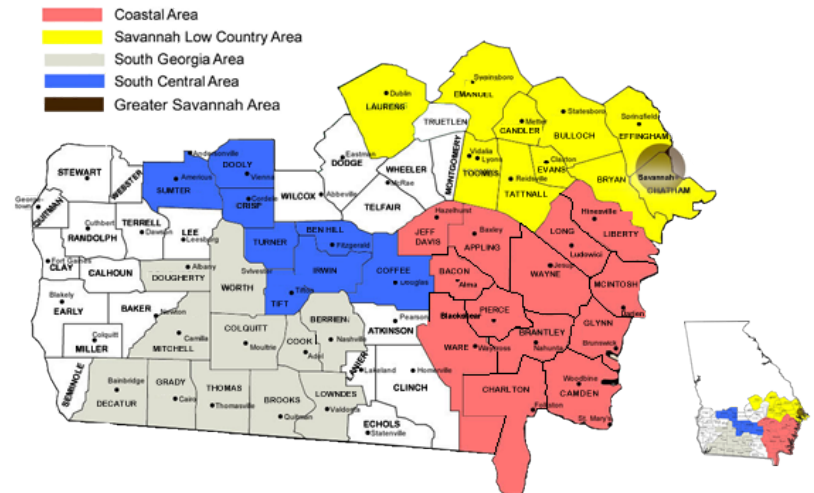 Coastal Area
Savannah Low Country Area
South Georgia Area
South Central Area
Greater Savannah Area
Swainsboro
Dublin
EMANUEL
LAURENS
Statesboro
Springfield
TRUETLEN
Metter
CANDLER
BULLOCH
EFFINGHAM
Andersonville
DOOLY
Eastman
DODGE
Vidalia
Lyons
Claxton
EVANS
STEWART
WEBSTER
Americus
Vienna
WHEELER
MONTGOMERY
TOOMBS
Reidsville
BRYAN
Savannah
CHATHAM
SUMTER
Cordele
WILCOX
Abbeville
McRae
TATTNALL
George-
town
QUITMAN
CRISP
TELFAIR
Hazelhurst
Hinesville
Cuthbert
TERRELL
LEE
JEFF
DAVIS
Baxley
LONG
LIBERTY
RANDOLPH
Dawson
Leesburg
BEN HILL
Fitzgerald
APPLING
Ludowici
TURNER
Fort Gaines
CLAY
CALHOUN
Albany
DOUGHERTY
Sylvester
IRWIN
COFFEE
Douglas
BACON
Alma
Jesup
WAYNE
MCINTOSH
WORTH
Tifton
TIFT
Blakely
EARLY
BAKER
Newton
Pearson
Blackshear
PIERCE
Darien
COLQUITT
BERRIEN
ATKINSON
GLYNN
Colquitt
MILLER
Camilla
MITCHELL
Moultrie
COOK
Adel
Nashville
WARE
Waycross
BRANTLEY
Nahunta
Brunswick
SEMINOLE
LANIER
Lakeland
Homerville
Bainbridge
DECATUR
GRADY
Cairo
THOMAS
Thomasville
BROOKS
Quitman
LOWNDES
Valdosta
CLINCH
CHARLTON
Woodbine
CAMDEN
Folkston
St. Mary's
ECHOLS
Statenville